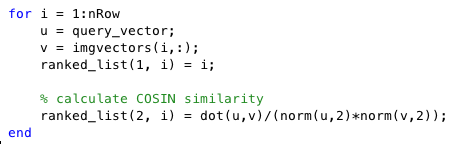 for i = 1:nRow
    u = query_vector;
    v = imgvectors(i,:);
    ranked_list(1, i) = i;

    % calculate COSIN similarity
    ranked_list(2, i) = dot(u,v)/(norm(u,2)*norm(v,2));
end